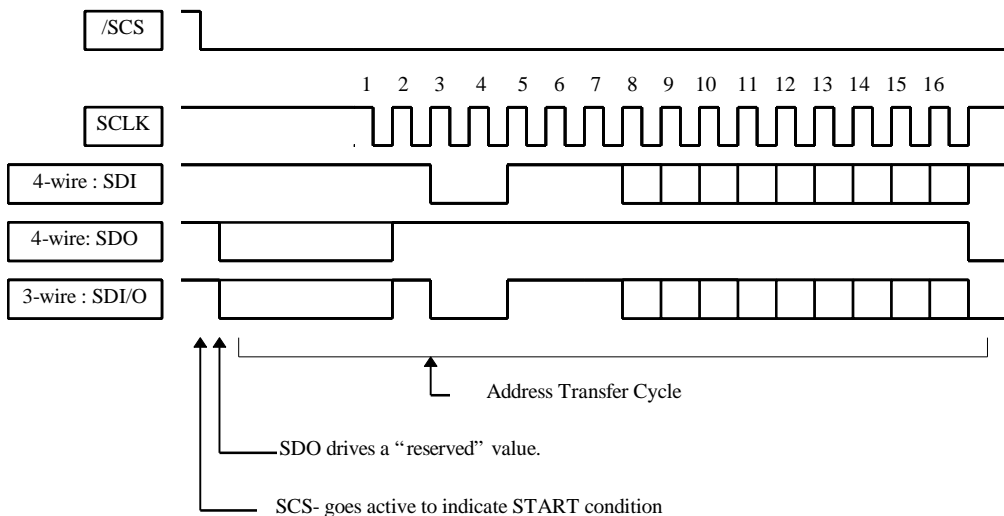 /SCS
1 2 3 4 5 6 7 8 9 10 11 12 13 14 15 16
SCLK
4-wire : SDI
4-wire: SDO
3-wire : SDI/O
Address Transfer Cycle
SDO drives a “reserved” value.
SCS- goes active to indicate START condition